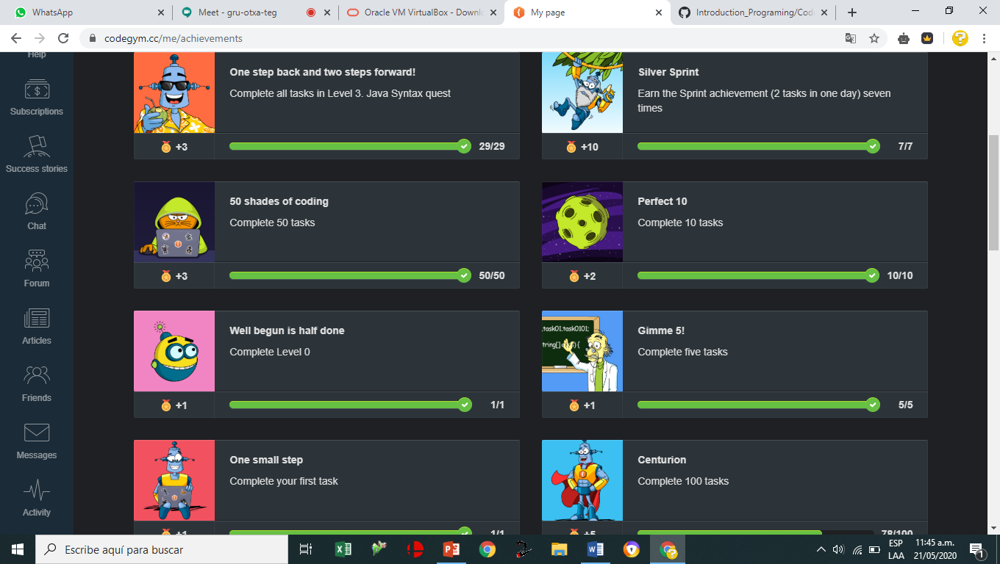 WhatsApp
Meet - gru-otxa-teg
Oracle VM VirtualBox - Downlo
My page
Introduction_Programing/Cod
codegym.cc/me/achievements
Help
Subscriptions
Success stories
Chat
Forum
Articles
Friends
Messages
Activity
One step back and two steps forward!
Complete all tasks in Level 3. Java Syntax quest
+3
29/29
Silver Sprint
Earn the Sprint achievement (2 tasks in one day) seven
times
+10
7/7
50 shades of coding
Complete 50 tasks
+3
50/50
Perfect 10
Complete 10 tasks
+2
10/10
Well begun is half done
Complete Level 0
+1
1/1
.task01.task0101;
Gimme 5!
Complete five tasks
+1
5/5
One small step
Complete your first task
+1
1/1
Centurion
Complete 100 tasks
+5
78/100
Escribe aquí para buscar
ESP
LAA
11:45 a.m.
21/05/2020
1